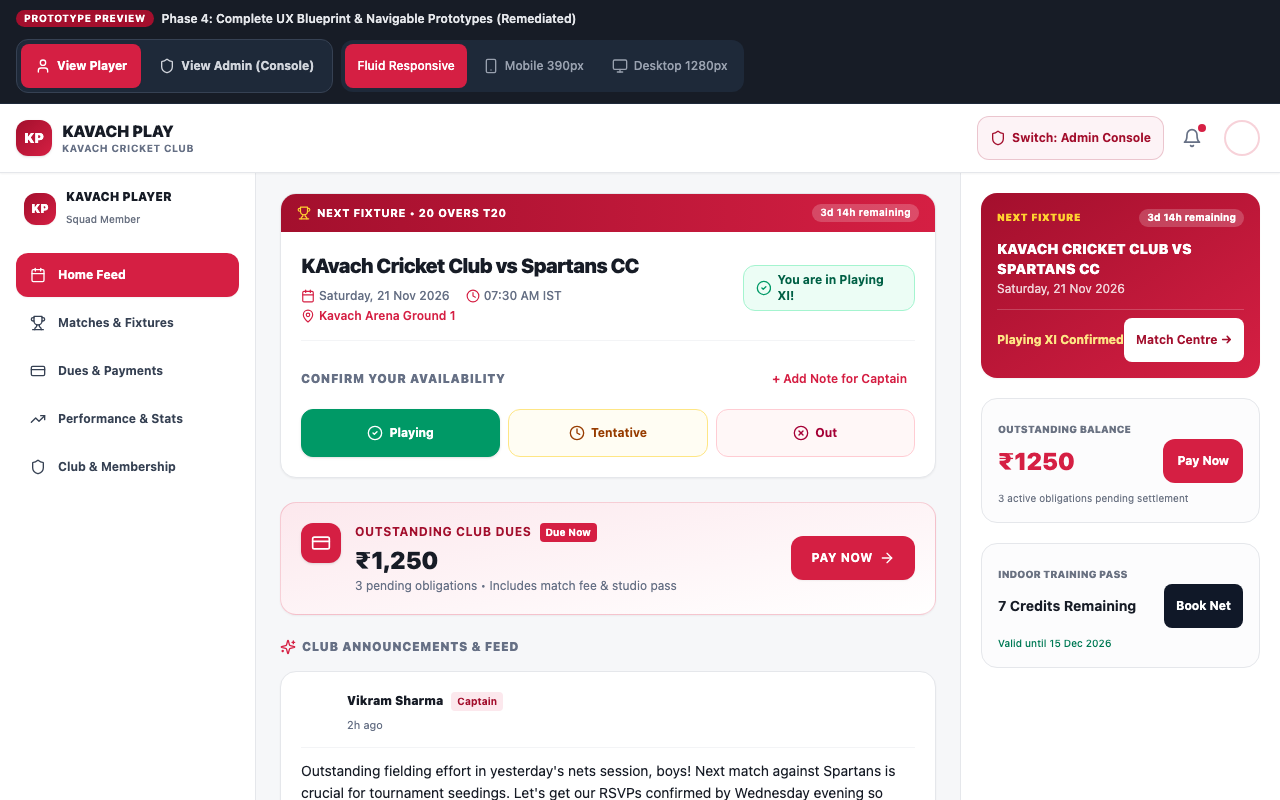 PROTOTYPE PREVIEW Phase 4: Complete UX Blueprint & Navigable Prototypes (Remediated)
View Player
View Admin (Console)
Fluid Responsive
Mobile 390px
Desktop 1280px
KP
KAVACH PLAY
KAVACH CRICKET CLUB
Switch: Admin Console
KP
KAVACH PLAYER
Squad Member
Home Feed
Matches & Fixtures
Dues & Payments
Performance & Stats
Club & Membership
NEXT FIXTURE • 20 OVERS T20
3d 14h remaining
KAvach Cricket Club vs Spartans CC
Saturday, 21 Nov 2026
07:30 AM IST
Kavach Arena Ground 1
You are in Playing
XI!
CONFIRM YOUR AVAILABILITY
+ Add Note for Captain
Playing
Tentative
Out
OUTSTANDING CLUB DUES
Due Now
₹1,250
3 pending obligations • Includes match fee & studio pass
PAY NOW →
CLUB ANNOUNCEMENTS & FEED
Vikram Sharma
Captain
2h ago
Outstanding fielding effort in yesterday's nets session, boys! Next match against Spartans is
crucial for tournament seedings. Let's get our RSVPs confirmed by Wednesday evening so
NEXT FIXTURE
3d 14h remaining
KAVACH CRICKET CLUB VS
SPARTANS CC
Saturday, 21 Nov 2026
Playing XI Confirmed
Match Centre →
OUTSTANDING BALANCE
₹1250
Pay Now
3 active obligations pending settlement
INDOOR TRAINING PASS
7 Credits Remaining
Book Net
Valid until 15 Dec 2026